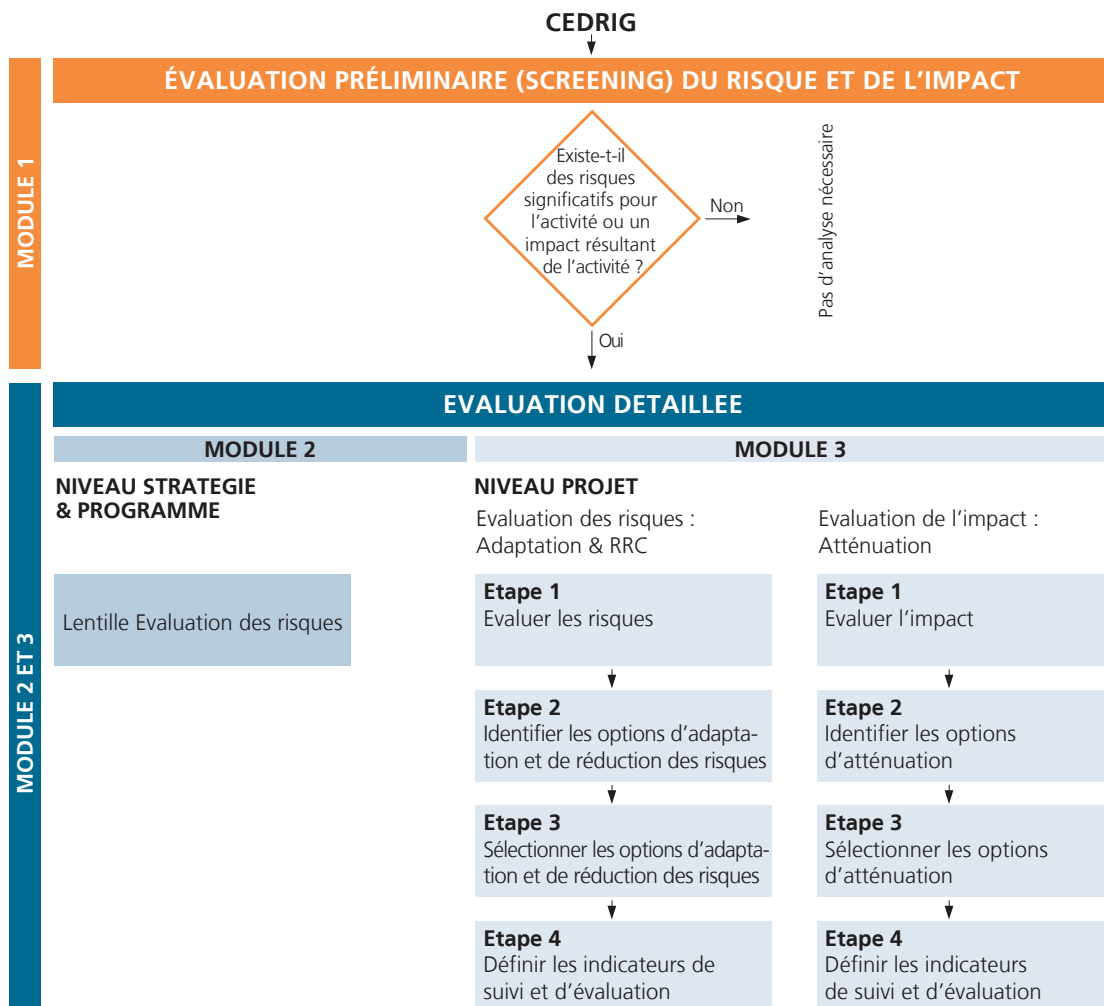 CEDRIG
MODULE 1
ÉVALUATION PRÉLIMINAIRE (SCREENING) DU RISQUE ET DE L'IMPACT
Existe-t-il
des risques
significatifs pour
l'activité ou un
impact résultant
de l'activité ?
Non
Pas d'analyse nécessaire
Oui
MODULE 2 ET 3
EVALUATION DETAILLEE
MODULE 2
NIVEAU STRATEGIE
& PROGRAMME
Lentille Evaluation des risques
MODULE 3
NIVEAU PROJET
Evaluation des risques :
Adaptation & RRC
Etape 1
Evaluer les risques
Etape 2
Identifier les options d'adapta-
tion et de réduction des risques
Etape 3
Sélectionner les options d'adapta-
tion et de réduction des risques
Etape 4
Définir les indicateurs de
suivi et d'évaluation
Evaluation de l'impact :
Atténuation
Etape 1
Evaluer l'impact
Etape 2
Identifier les options
d'atténuation
Etape 3
Sélectionner les options
d'atténuation
Etape 4
Définir les indicateurs
de suivi et d'évaluation